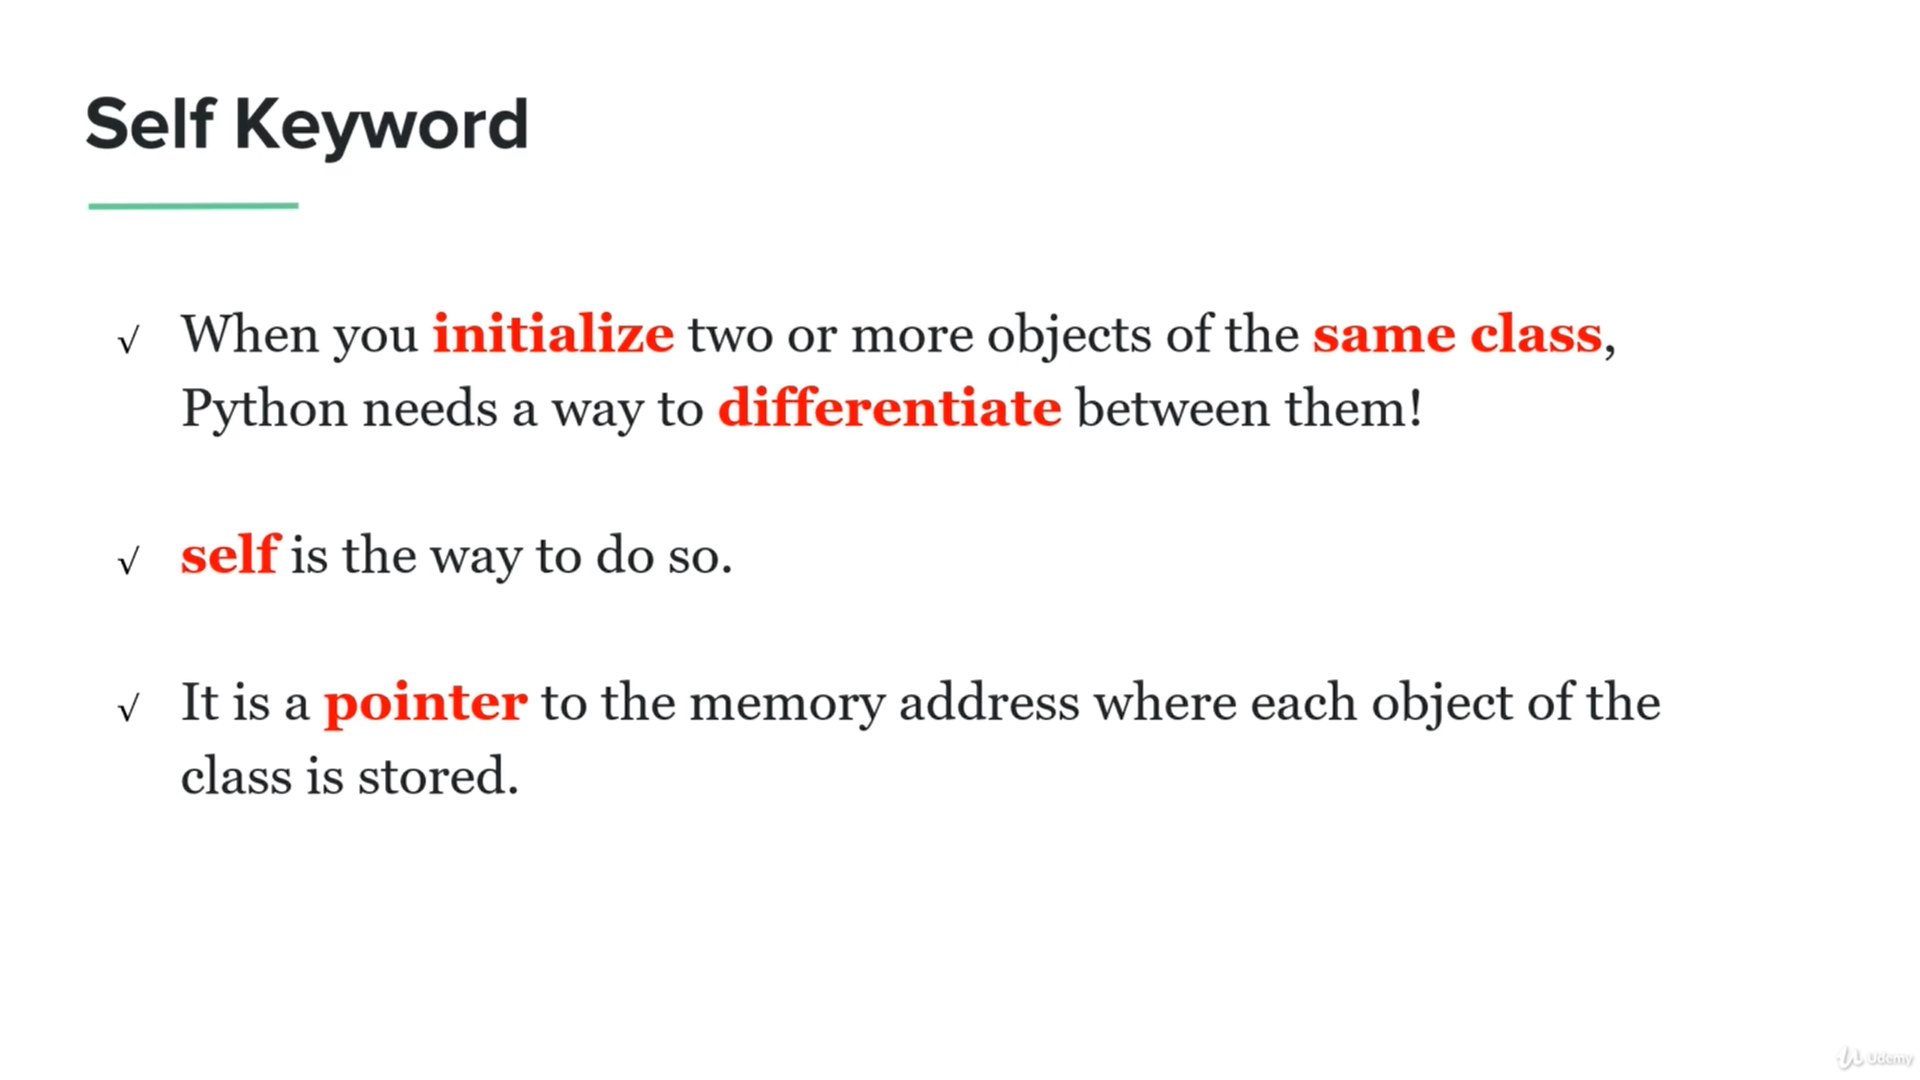 Self Keyword
√ When you initialize two or more objects of the same class,
Python needs a way to differentiate between them!
√ self is the way to do so.
√ It is a pointer to the memory address where each object of the
class is stored.
Udemy